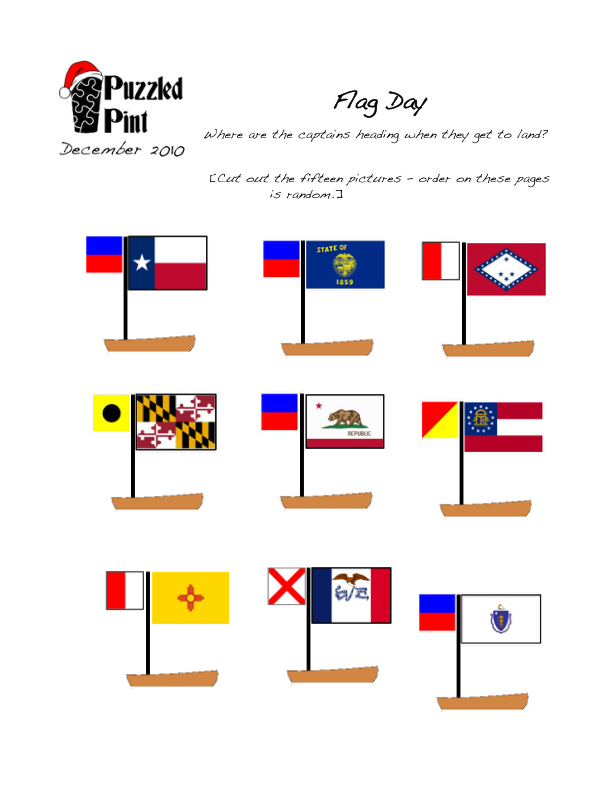 Puzzled
Pint
December 2010
Flag Day
Where are the captains heading when they get to land?
[Cut out the fifteen pictures - order on these pages
is random.]
STATE OF
1859
REPUBLIC